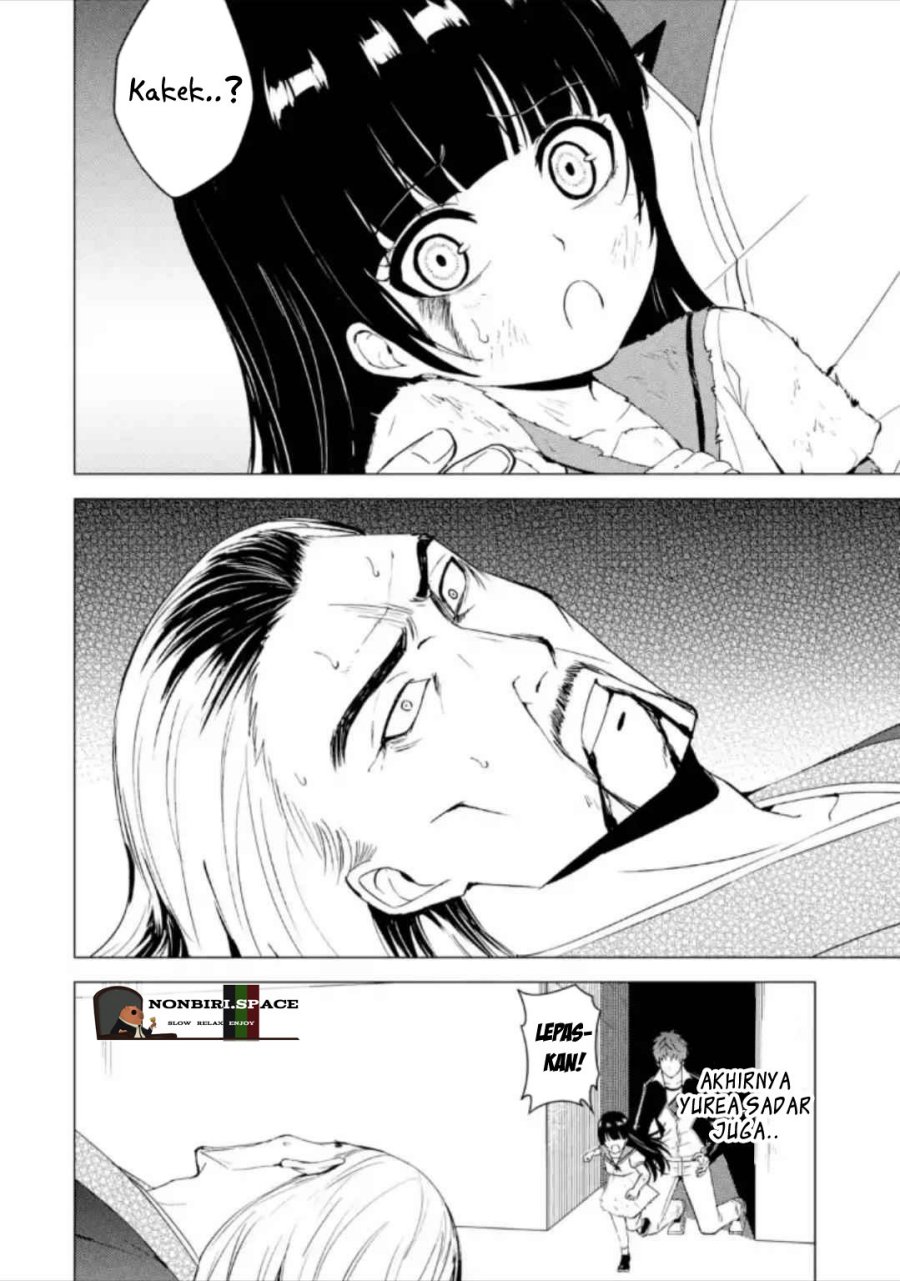 Kakek..?
NONBIRI.SPACE
SLOW RELAX ENJOY
LEPAS-
KAN!
AKHIRNYA
YUREA SADAR
JUGA..